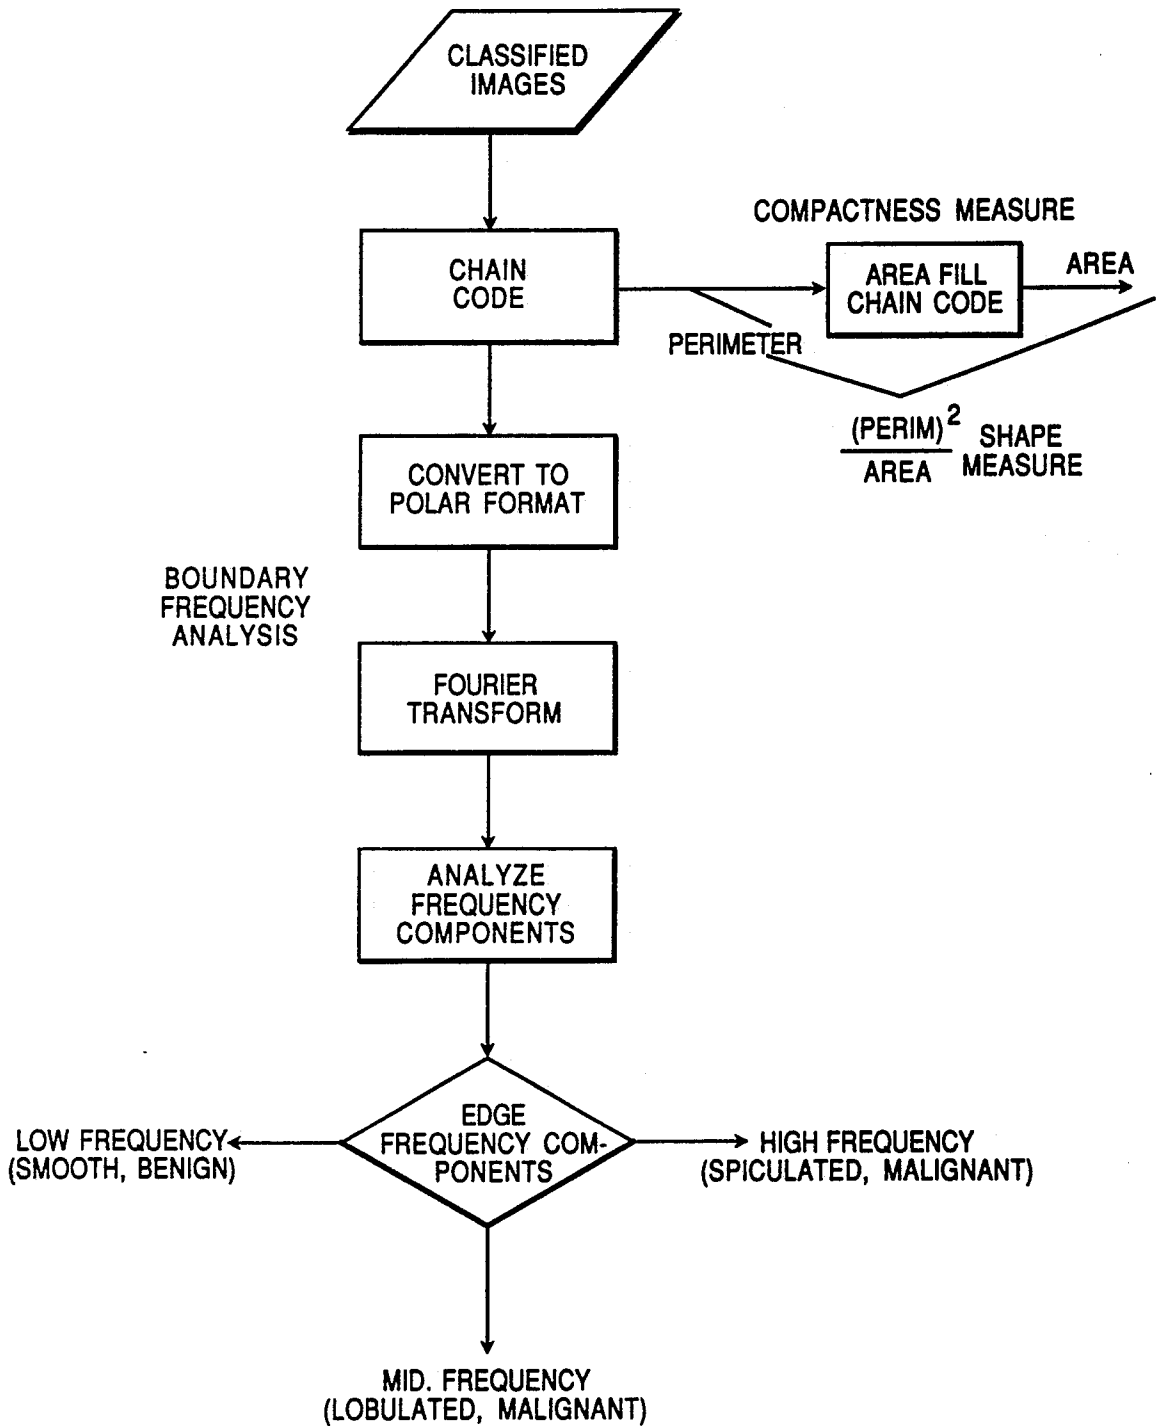 CLASSIFIED
IMAGES
COMPACTNESS MEASURE
CHAIN
CODE
AREA FILL
CHAIN CODE
AREA
PERIMETER
(PERIM)²
AREA
SHAPE
MEASURE
CONVERT TO
POLAR FORMAT
BOUNDARY
FREQUENCY
ANALYSIS
FOURIER
TRANSFORM
ANALYZE
FREQUENCY
COMPONENTS
EDGE
FREQUENCY COM-
PONENTS
LOW FREQUENCY
(SMOOTH, BENIGN)
HIGH FREQUENCY
(SPICULATED, MALIGNANT)
MID. FREQUENCY
(LOBULATED, MALIGNANT)